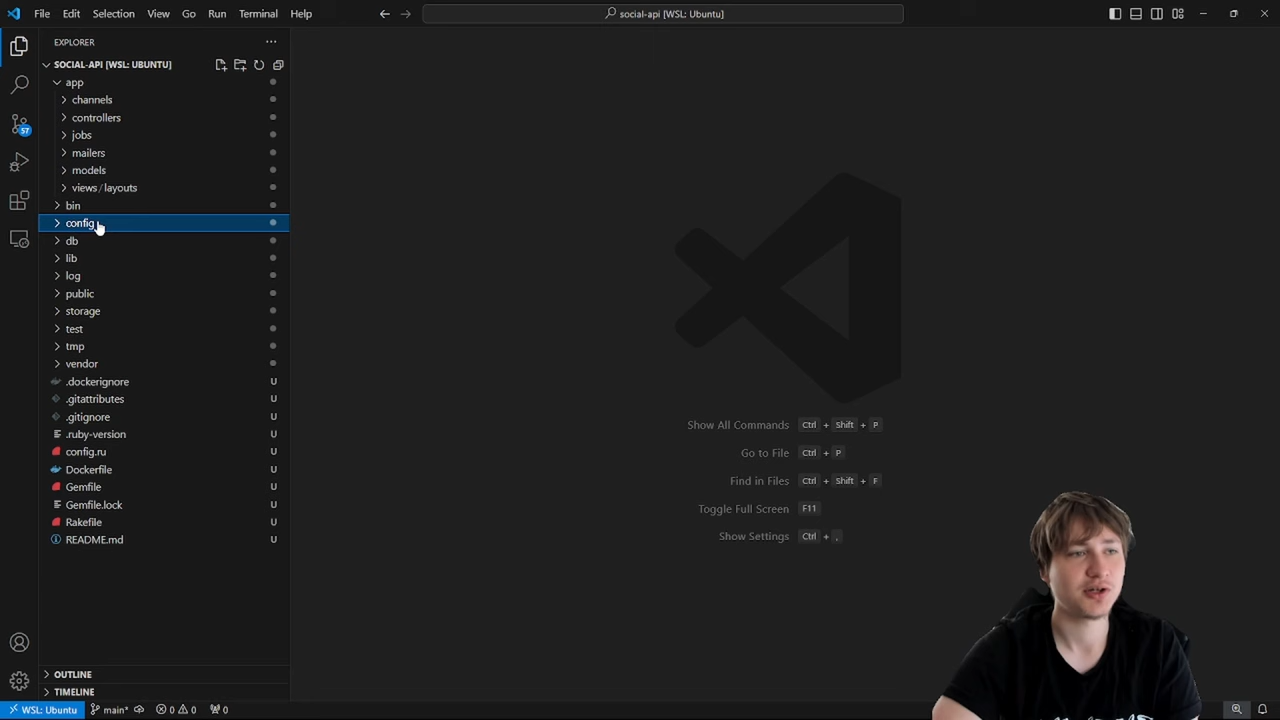 File Edit Selection View Go Run Terminal Help
social-api [WSL: Ubuntu]
EXPLORER
SOCIAL-API [WSL: UBUNTU]
app
channels
controllers
jobs
mailers
models
views / layouts
bin
config
db
lib
log
public
storage
test
tmp
vendor
.dockerignore U
.gitattributes U
.gitignore U
.ruby-version U
config.ru U
Dockerfile U
Gemfile U
Gemfile.lock U
Rakefile U
README.md U
57
Show All Commands Ctrl + Shift + P
Go to File Ctrl + P
Find in Files Ctrl + Shift + F
Toggle Full Screen F11
Show Settings Ctrl + ,
OUTLINE
TIMELINE
WSL: Ubuntu main* 0 0 0